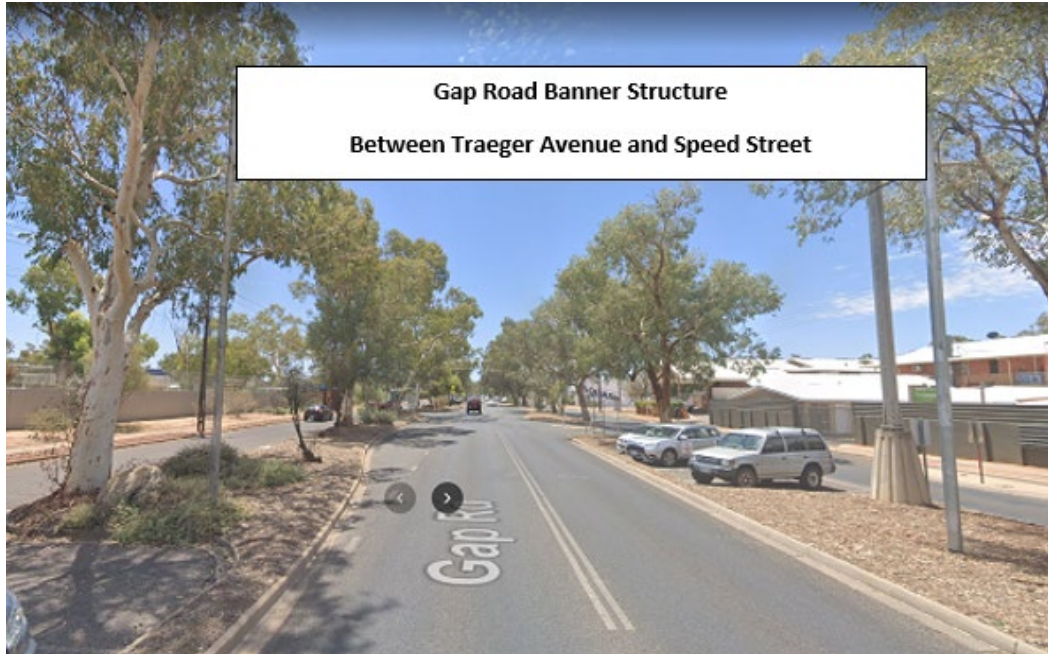 Gap Road Banner Structure
Between Traeger Avenue and Speed Street
Gap Rd